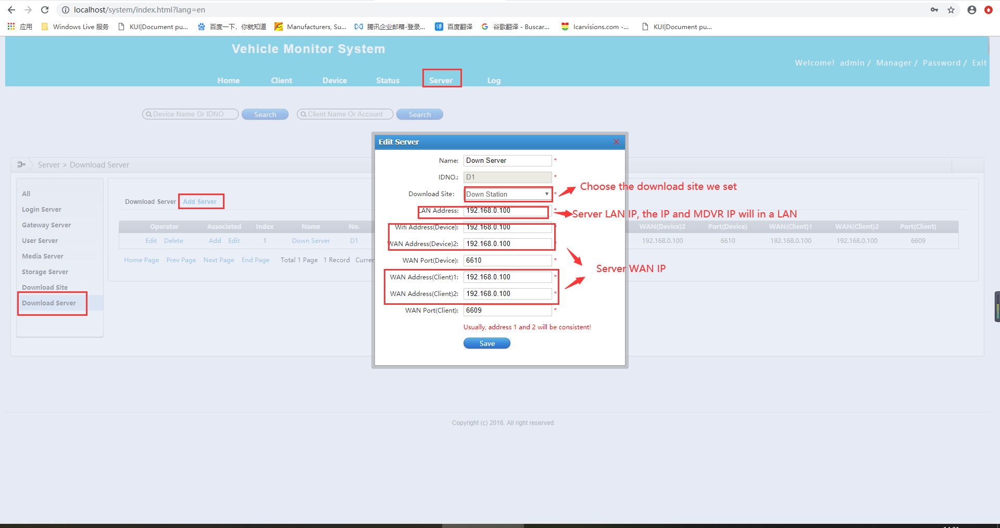 localhost/system/index.html?lang=en
应用 Windows Live 服务 KUI|Document pu... 百度一下，你就知道 Manufacturers, Su... 腾讯企业邮箱-登录... 译 百度翻译 谷歌翻译 - Buscar... Icarvisions.com -... KUI|Document pu...
Vehicle Monitor System
Welcome! admin / Manager / Password / Exit
Home Client Device Status Server Log
Device Name Or IDNO Search Client Name Or Account Search
Edit Server
Name: Down Server *
Server > Download Server
IDNO.: D1 *
Choose the download site we set
All
Download Site: Down Station *
Download Server Add Server
Login Server
LAN Address: 192.168.0.100 *
Server LAN IP, the IP and MDVR IP will in a LAN
Gateway Server
Operator Associated Index Name No.
Wifi Address(Device): 192.168.0.100
WAN(Device)2 Port(Device) WAN(Client)1 WAN(Client)2 Port(Client)
User Server
Edit Delete Add Edit 1 Down Server D1
WAN Address(Device)2: 192.168.0.100
192.168.0.100 6610 192.168.0.100 192.168.0.100 6609
Media Server
Home Page Prev Page Next Page End Page Total 1 Page 1 Record Curren
WAN Port(Device): 6610 *
Storage Server
Server WAN IP
WAN Address(Client)1: 192.168.0.100 *
Download Site
WAN Address(Client)2: 192.168.0.100 *
Download Server
WAN Port(Client): 6609 *
Usually, address 1 and 2 will be consistent!
Save
Copyright (c) 2016. All right reserved.